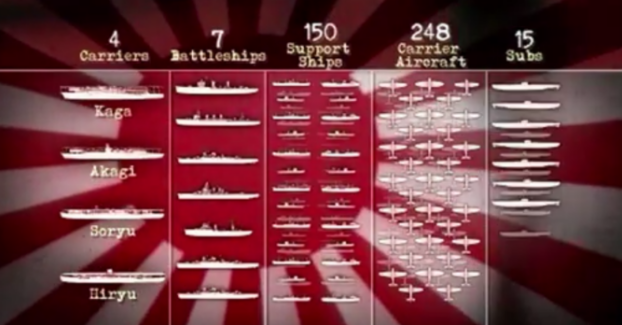 4
Carriers
7
Battleships
150
Support
Ships
248
Carrier
Aircraft
15
Subs
Kaga
Akagi
Soryu
Hiryu